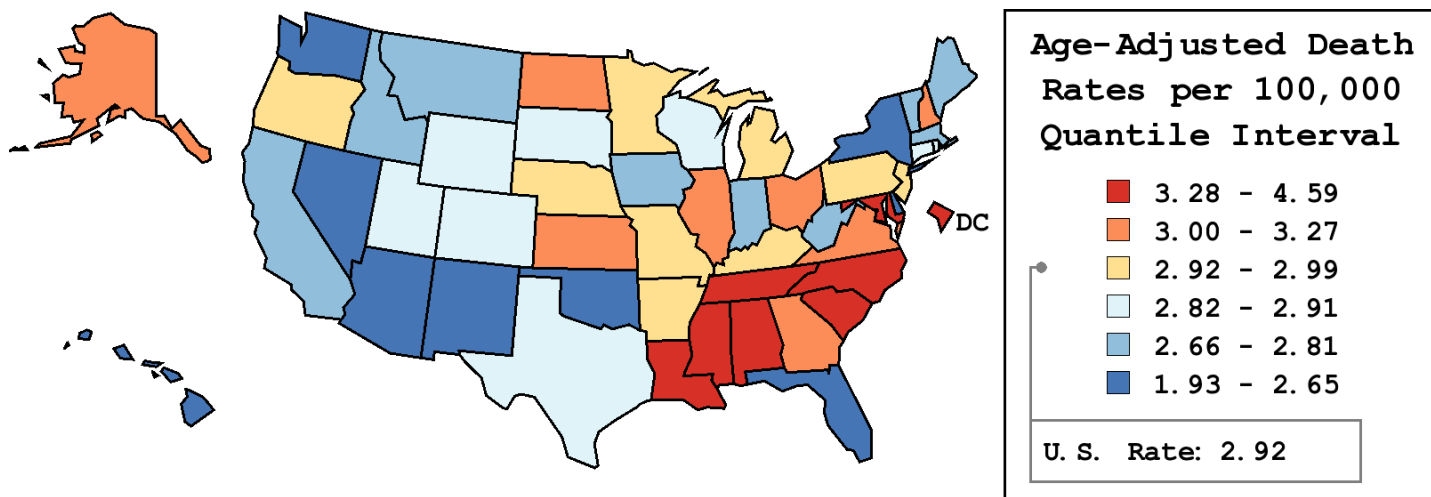 Age-Adjusted Death
Rates per 100,000
Quantile Interval
3.28 - 4.59
3.00 - 3.27
2.92 - 2.99
2.82 - 2.91
2.66 - 2.81
1.93 - 2.65
U.S. Rate: 2.92
DC